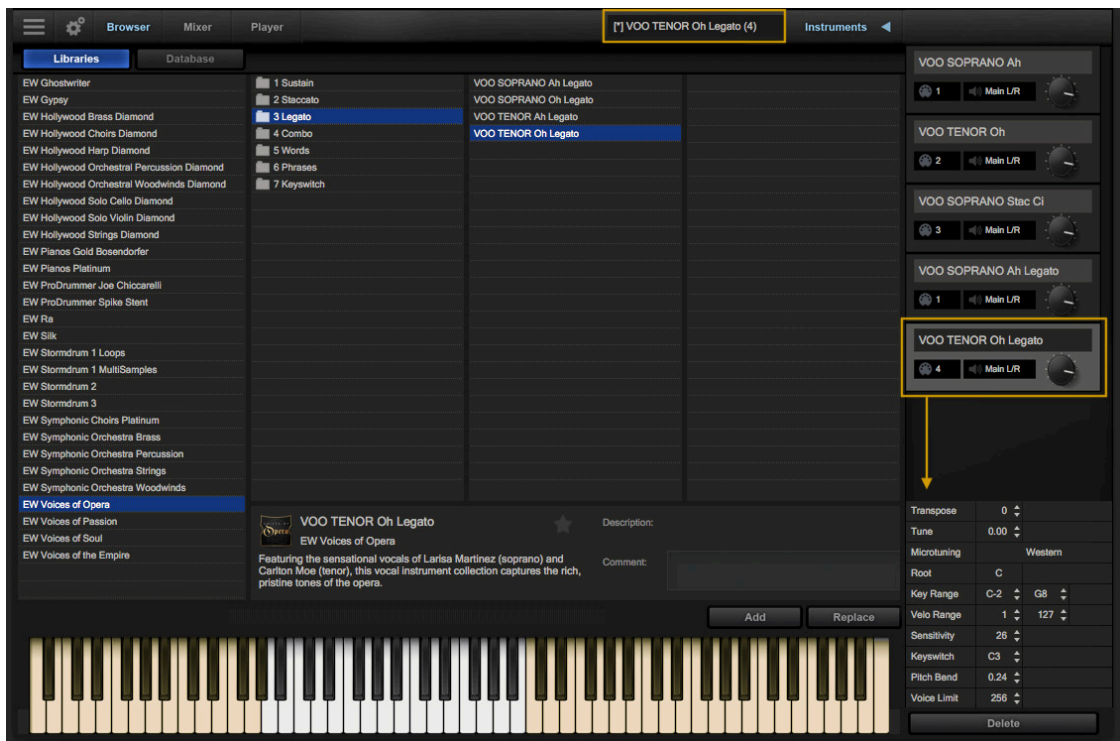 Browser Mixer Player [*] VOO TENOR Oh Legato (4) Instruments
Libraries Database
EW Ghostwriter
EW Gypsy
EW Hollywood Brass Diamond
EW Hollywood Choirs Diamond
EW Hollywood Harp Diamond
EW Hollywood Orchestral Percussion Diamond
EW Hollywood Orchestral Woodwinds Diamond
EW Hollywood Solo Cello Diamond
EW Hollywood Solo Violin Diamond
EW Hollywood Strings Diamond
EW Pianos Gold Bosendorfer
EW Pianos Platinum
EW ProDrummer Joe Chiccarelli
EW ProDrummer Spike Stent
EW Ra
EW Silk
EW Stormdrum 1 Loops
EW Stormdrum 1 MultiSamples
EW Stormdrum 2
EW Stormdrum 3
EW Symphonic Choirs Platinum
EW Symphonic Orchestra Brass
EW Symphonic Orchestra Percussion
EW Symphonic Orchestra Strings
EW Symphonic Orchestra Woodwinds
EW Voices of Opera
EW Voices of Passion
EW Voices of Soul
EW Voices of the Empire
1 Sustain
2 Staccato
3 Legato
4 Combo
5 Words
6 Phrases
7 Keyswitch
VOO SOPRANO Ah Legato
VOO SOPRANO Oh Legato
VOO TENOR Ah Legato
VOO TENOR Oh Legato
Opera
VOO TENOR Oh Legato
EW Voices of Opera
Featuring the sensational vocals of Larisa Martinez (soprano) and
Carlton Moe (tenor), this vocal instrument collection captures the rich,
pristine tones of the opera.
Description:
Comment:
Add Replace
VOO SOPRANO Ah
1 Main L/R
VOO TENOR Oh
2 Main L/R
VOO SOPRANO Stac Ci
3 Main L/R
VOO SOPRANO Ah Legato
1 Main L/R
VOO TENOR Oh Legato
4 Main L/R
Transpose 0
Tune 0.00
Microtuning Western
Root C
Key Range C-2 G8
Velo Range 1 127
Sensitivity 26
Keyswitch C3
Pitch Bend 0.24
Voice Limit 256
Delete